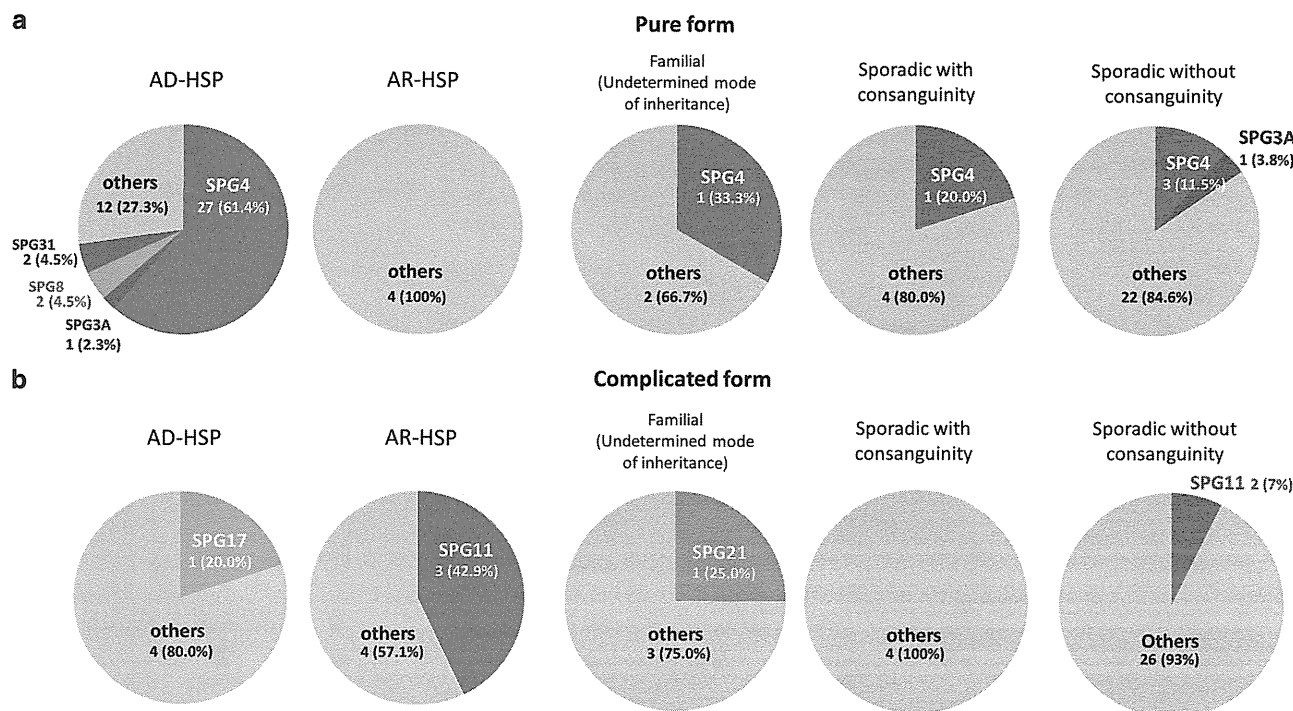 a
Pure form
AD-HSP
AR-HSP
Familial
(Undetermined mode
of inheritance)
Sporadic with
consanguinity
Sporadic without
consanguinity
SPG4
27 (61.4%)
others
12 (27.3%)
SPG31
2 (4.5%)
SPG8
2 (4.5%)
SPG3A
1 (2.3%)
others
4 (100%)
SPG4
1 (33.3%)
others
2 (66.7%)
SPG4
1 (20.0%)
others
4 (80.0%)
SPG3A
1 (3.8%)
SPG4
3 (11.5%)
others
22 (84.6%)
b
Complicated form
AD-HSP
AR-HSP
Familial
(Undetermined mode
of inheritance)
Sporadic with
consanguinity
Sporadic without
consanguinity
SPG17
1 (20.0%)
others
4 (80.0%)
SPG11
3 (42.9%)
others
4 (57.1%)
SPG21
1 (25.0%)
others
3 (75.0%)
others
4 (100%)
SPG11 2 (7%)
Others
26 (93%)